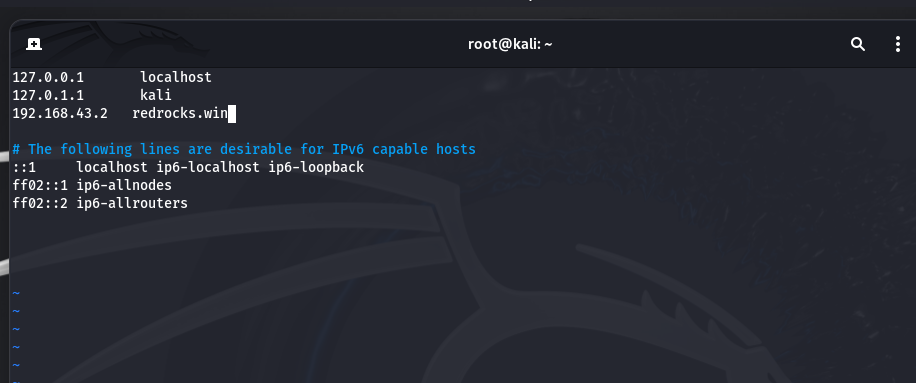 root@kali: ~
127.0.0.1       localhost
127.0.1.1       kali
192.168.43.2   redrocks.win

# The following lines are desirable for IPv6 capable hosts
::1     localhost ip6-localhost ip6-loopback
ff02::1 ip6-allnodes
ff02::2 ip6-allrouters
~
~
~
~
~
~